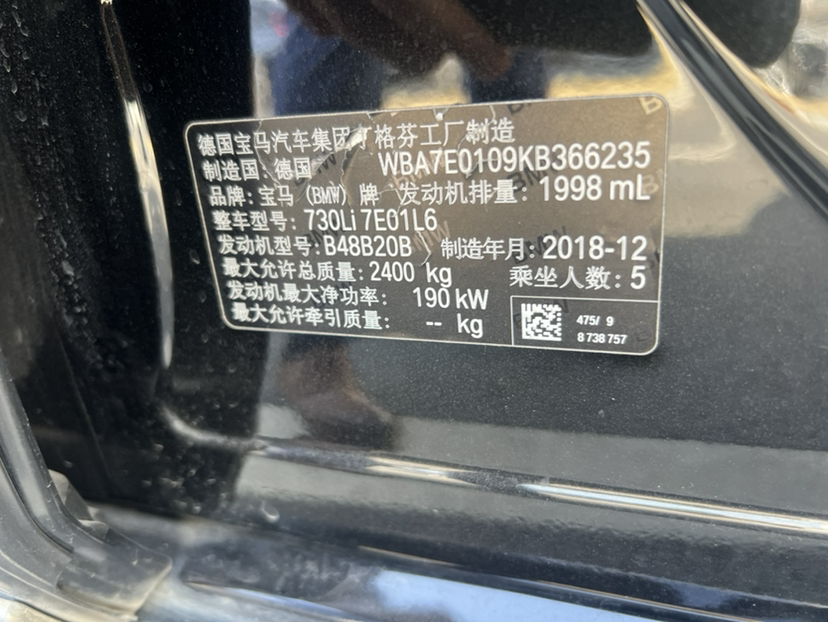 德国宝马汽车集团丁格芬工厂制造
制造国：德国 WBA7E0109KB366235
品牌：宝马（BMW）牌 发动机排量：1998 mL
整车型号：730Li 7E01L6
发动机型号：B48B20B 制造年月：2018-12
最大允许总质量：2400 kg 乘坐人数：5
发动机最大净功率： 190 kW
最大允许牵引质量： -- kg
475/ 9
8 738 757